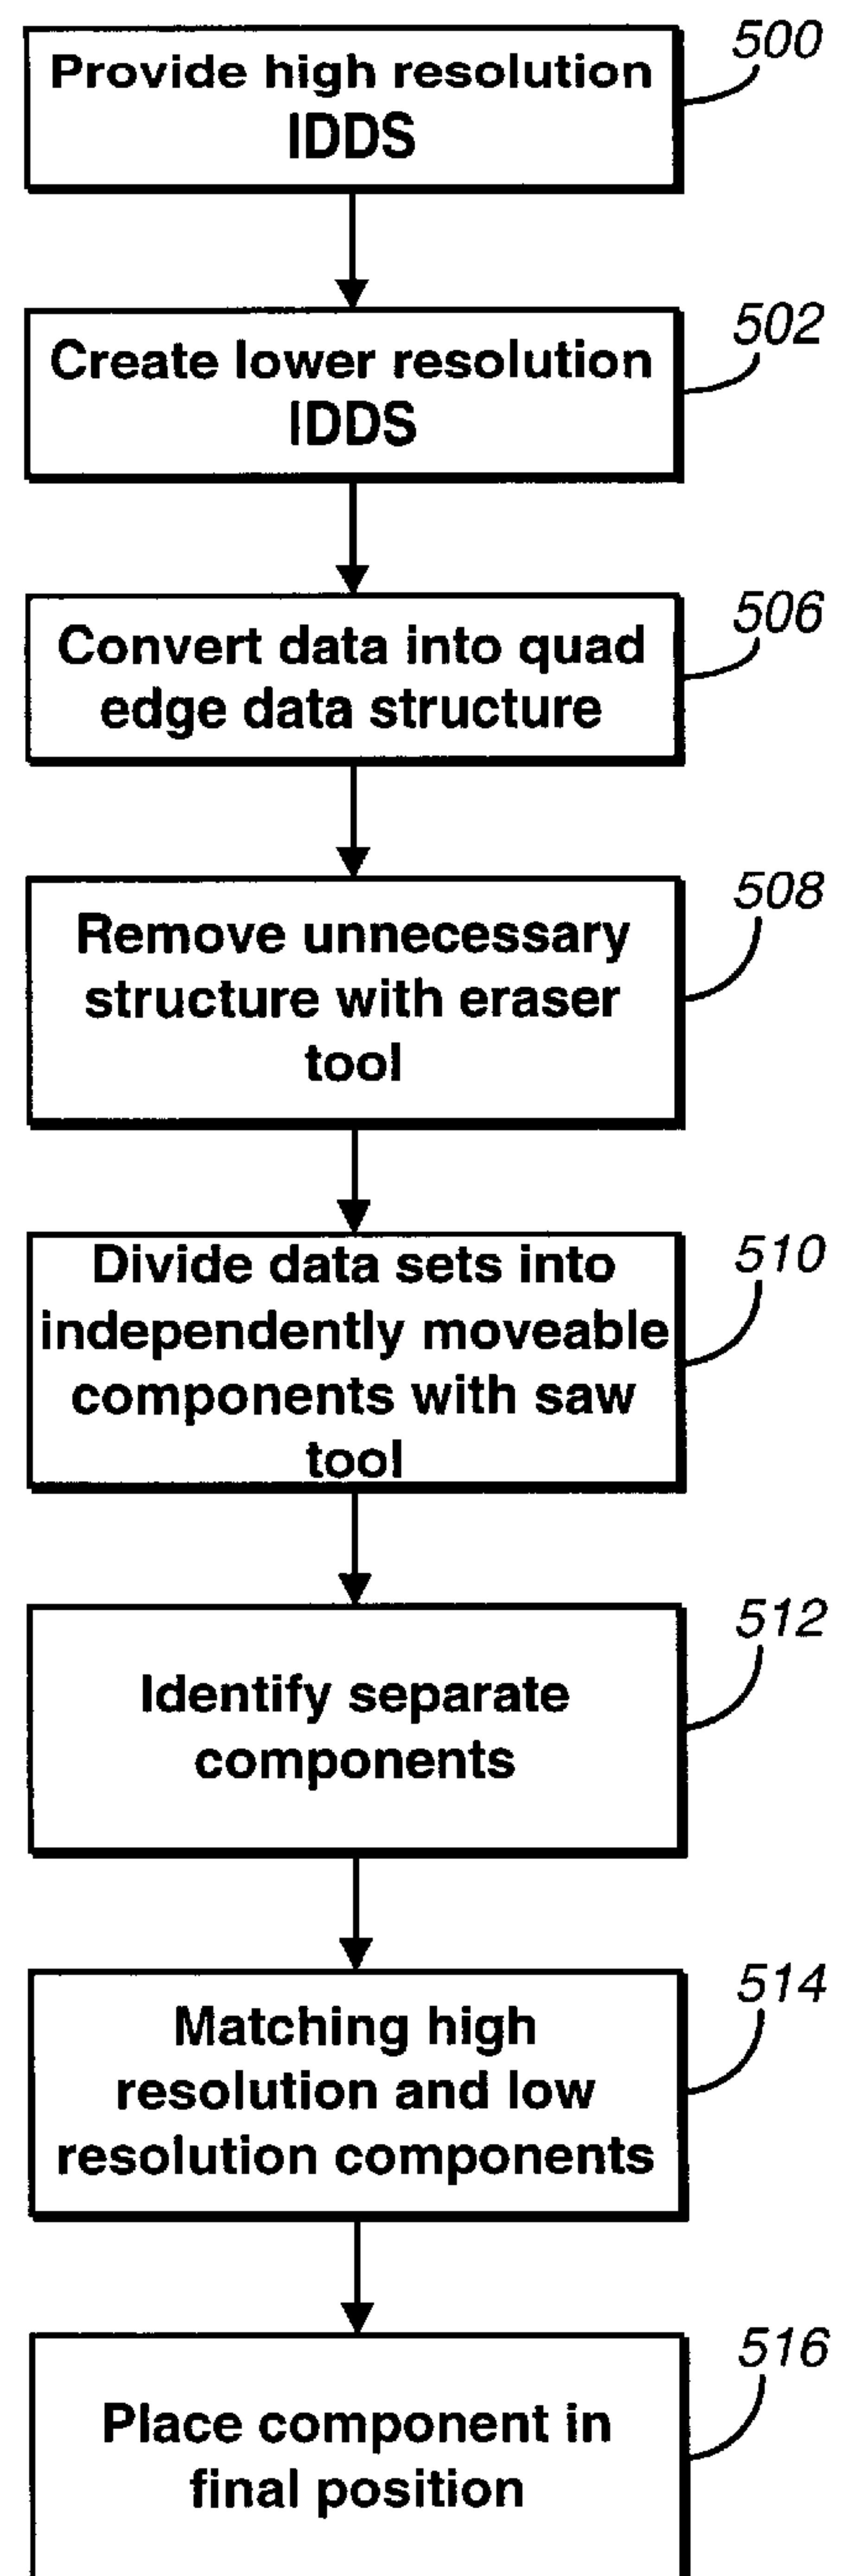 500
Provide high resolution
IDDS
502
Create lower resolution
IDDS
506
Convert data into quad
edge data structure
508
Remove unnecessary
structure with eraser
tool
510
Divide data sets into
independently moveable
components with saw
tool
512
Identify separate
components
514
Matching high
resolution and low
resolution components
516
Place component in
final position